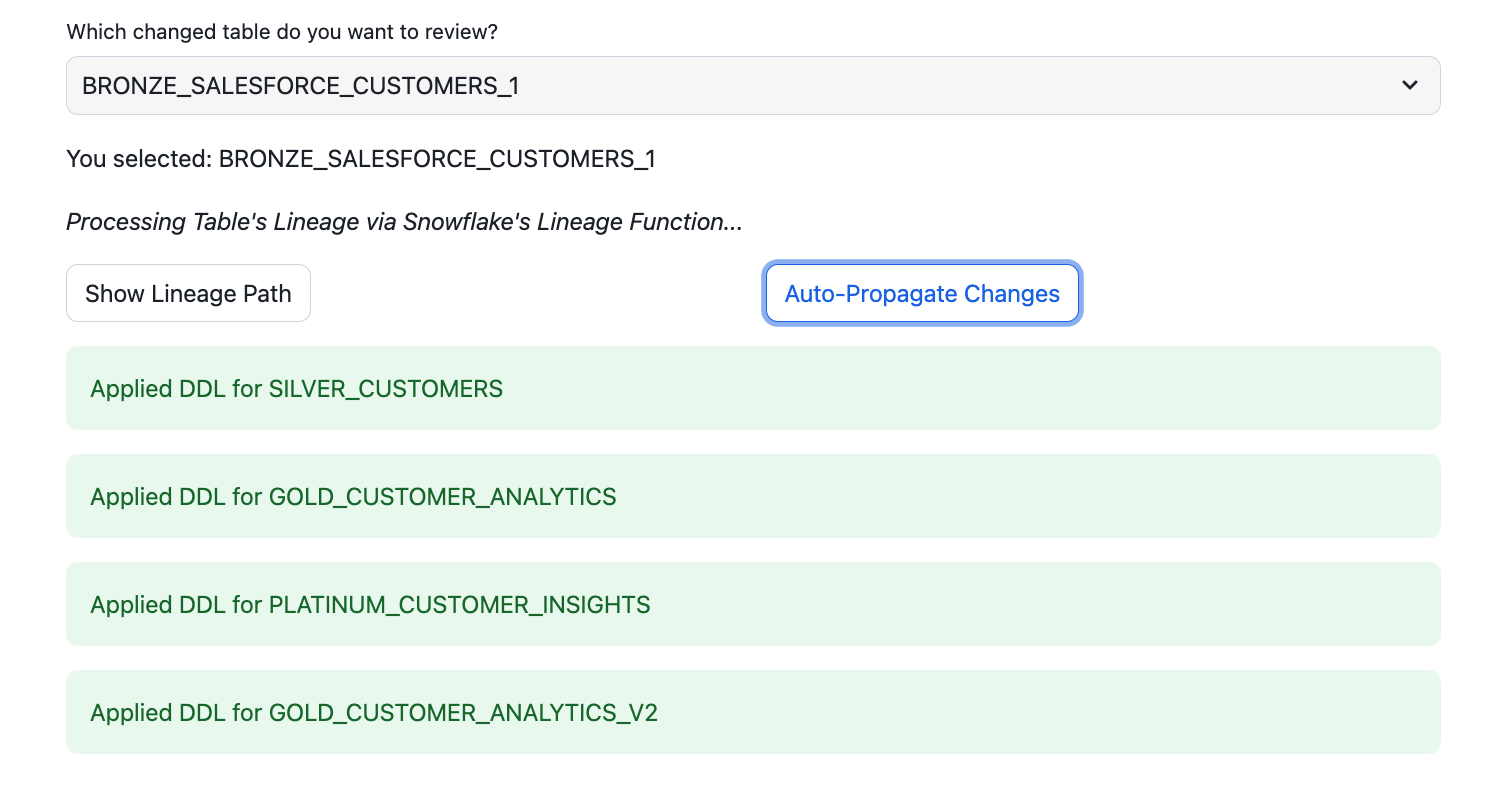 Which changed table do you want to review?
BRONZE_SALESFORCE_CUSTOMERS_1
You selected: BRONZE_SALESFORCE_CUSTOMERS_1
Processing Table's Lineage via Snowflake's Lineage Function...
Show Lineage Path
Auto-Propagate Changes
Applied DDL for SILVER_CUSTOMERS
Applied DDL for GOLD_CUSTOMER_ANALYTICS
Applied DDL for PLATINUM_CUSTOMER_INSIGHTS
Applied DDL for GOLD_CUSTOMER_ANALYTICS_V2